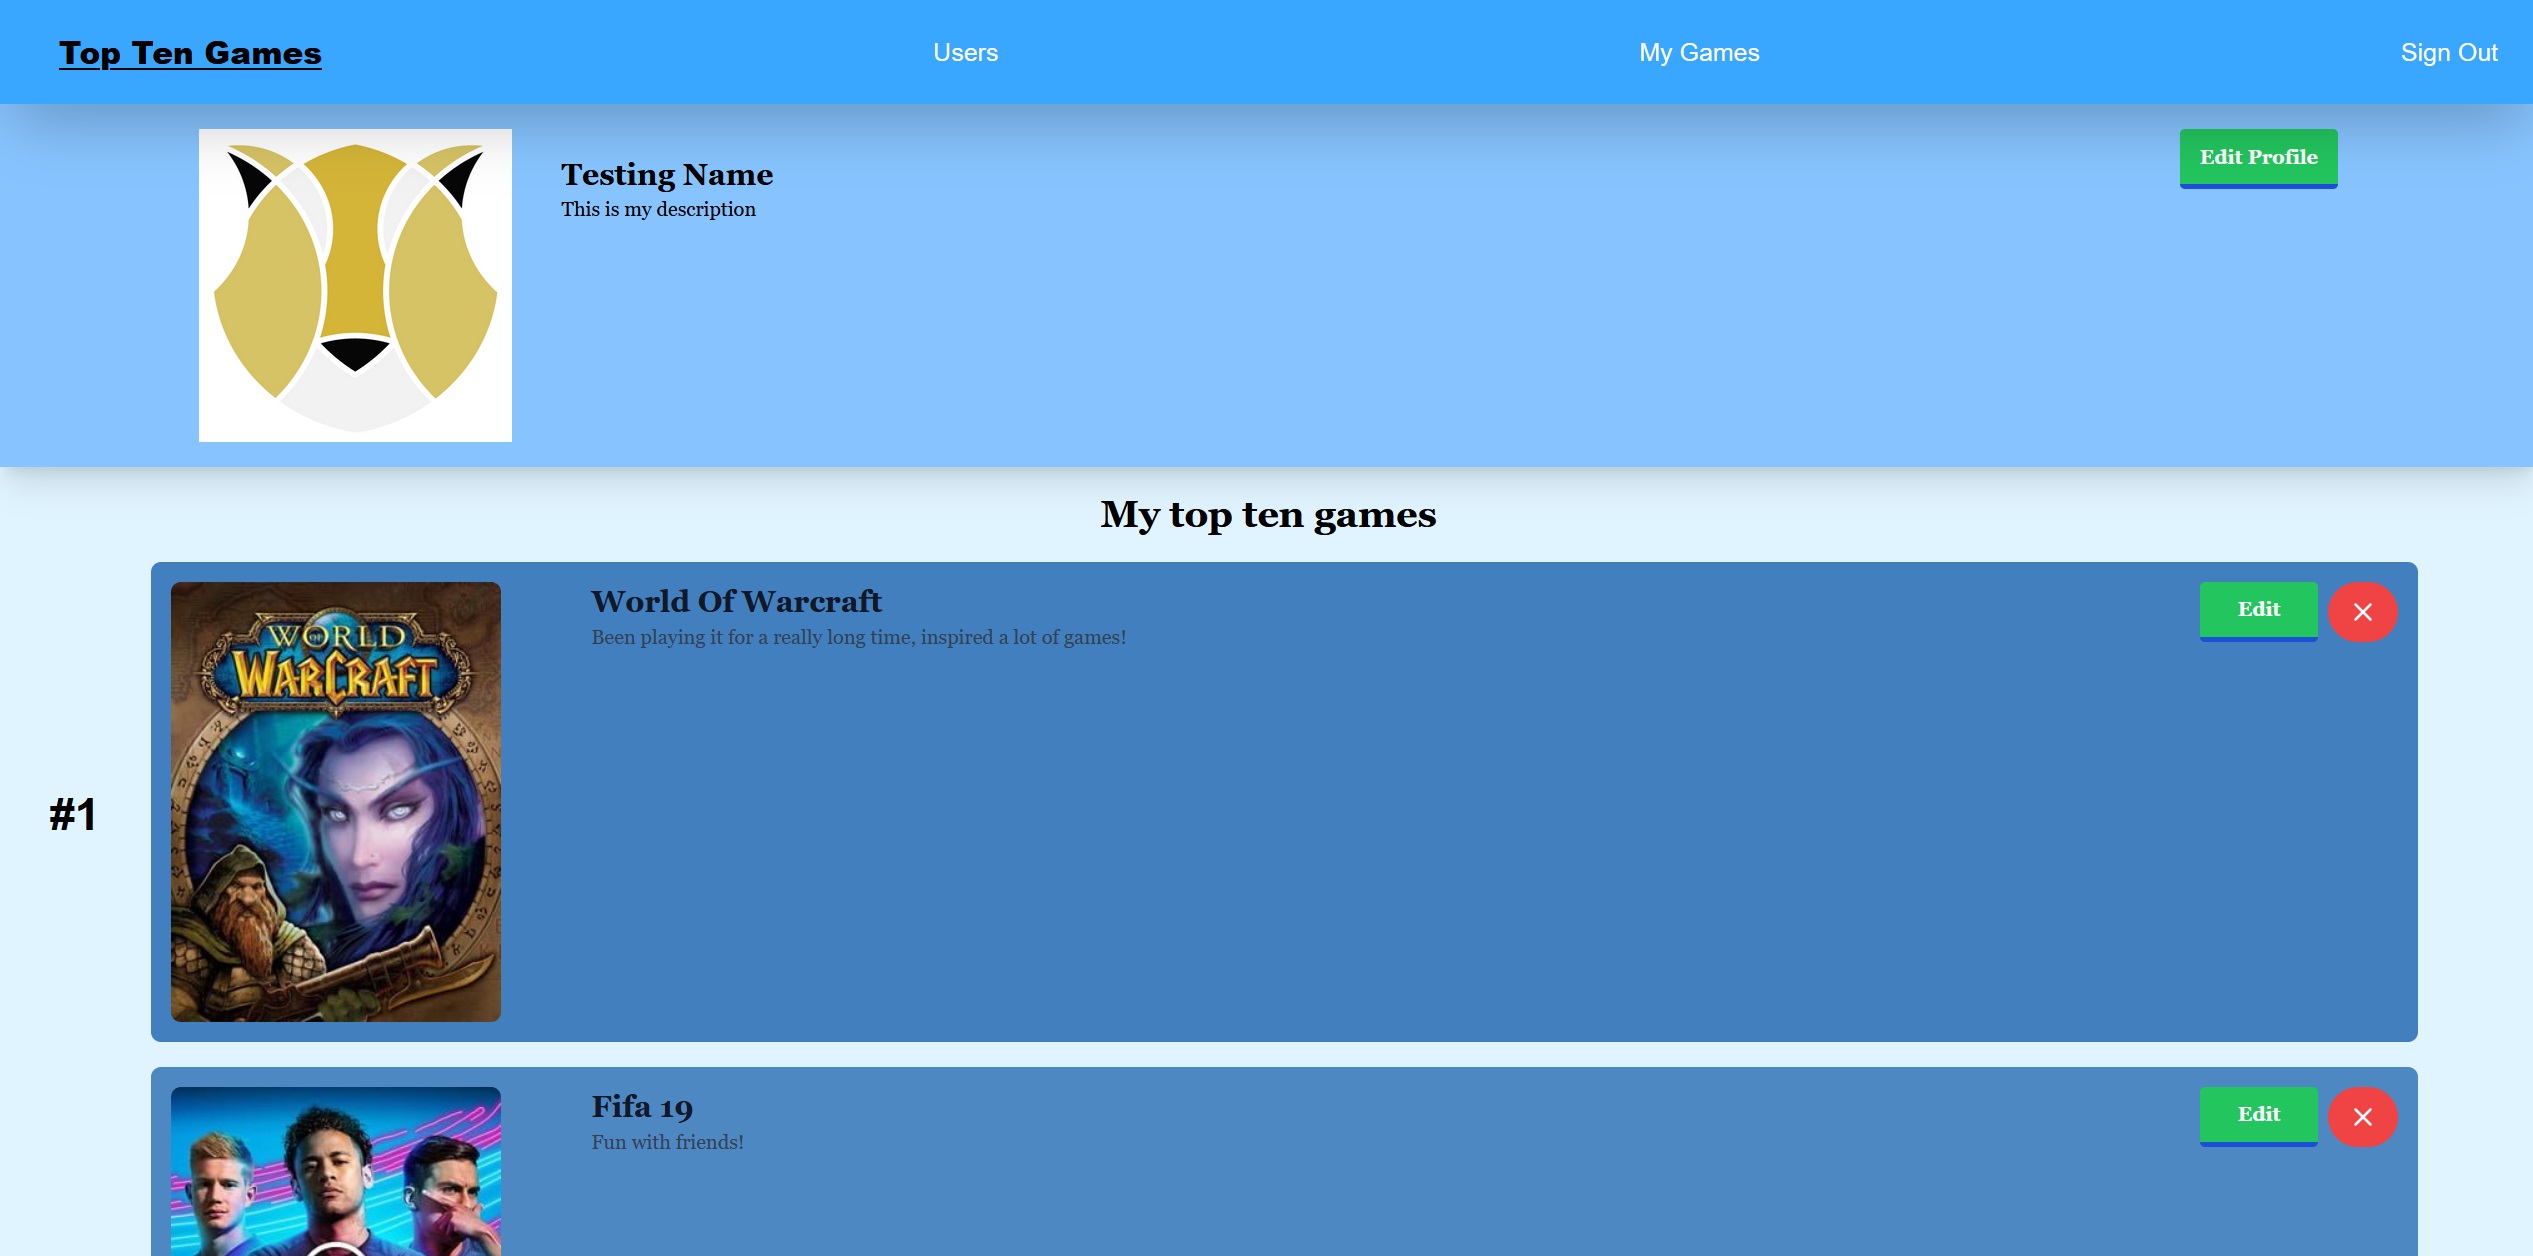 Top Ten Games
Users
My Games
Sign Out
Testing Name
This is my description
Edit Profile
My top ten games
#1
WORLD OF WARCRAFT
World Of Warcraft
Been playing it for a really long time, inspired a lot of games!
Edit
Fifa 19
Fun with friends!
Edit